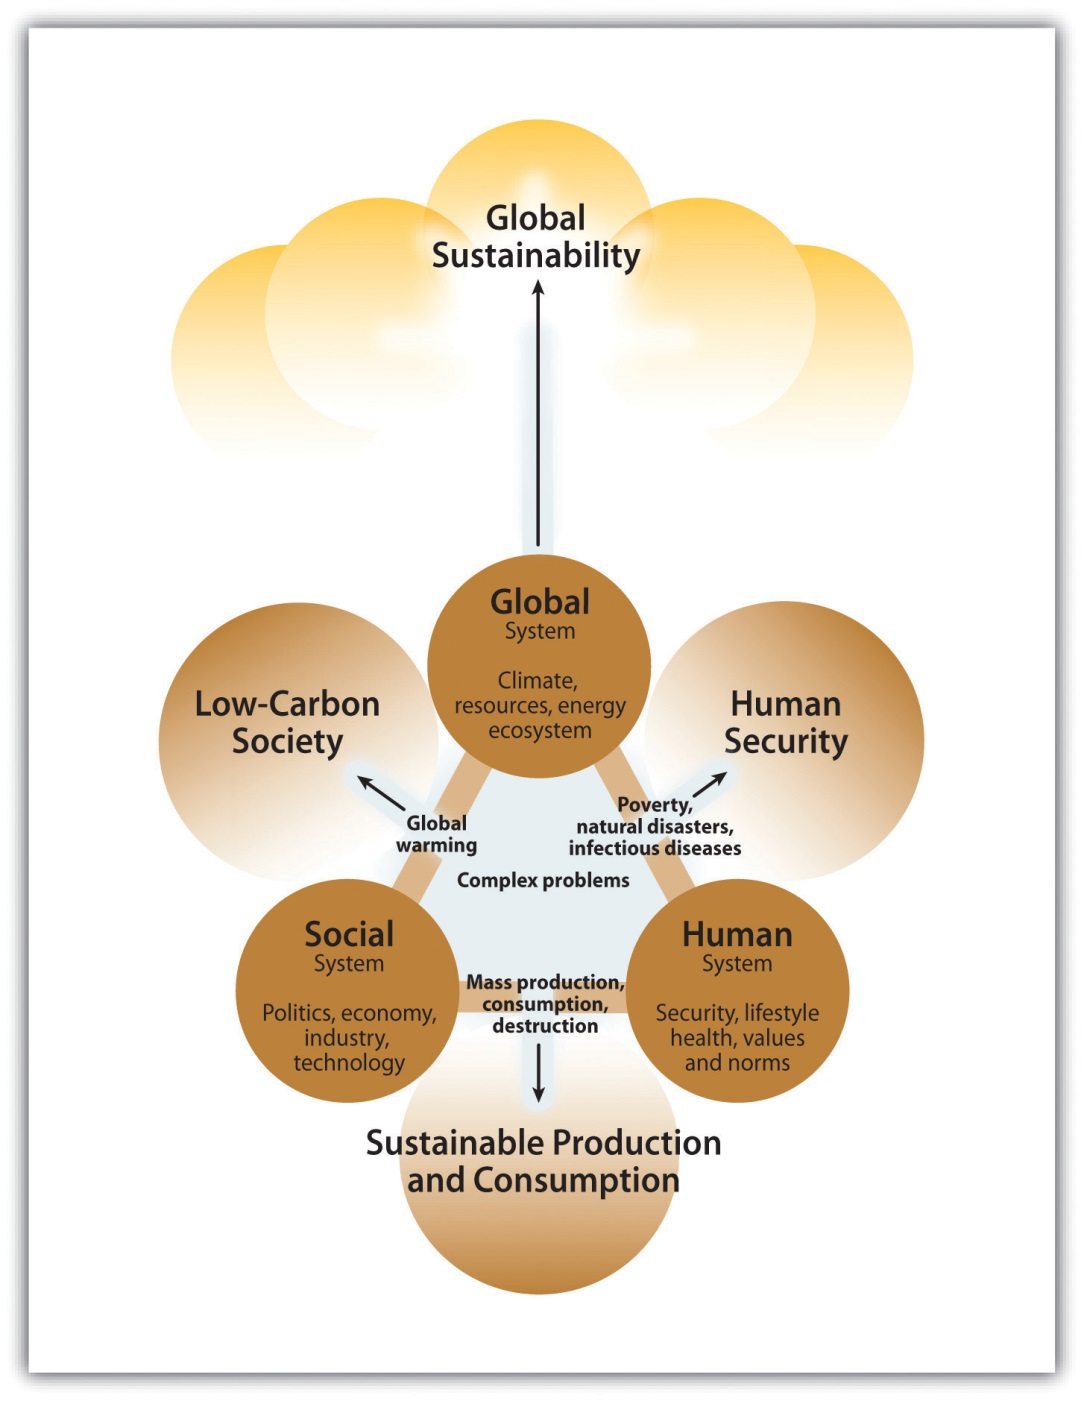 Global
Sustainability
Global
System
Climate,
resources, energy
ecosystem
Low-Carbon
Society
Human
Security
Global
warming
Poverty,
natural disasters,
infectious diseases
Complex problems
Social
System
Politics, economy,
industry,
technology
Mass production,
consumption,
destruction
Human
System
Security, lifestyle
health, values
and norms
Sustainable Production
and Consumption